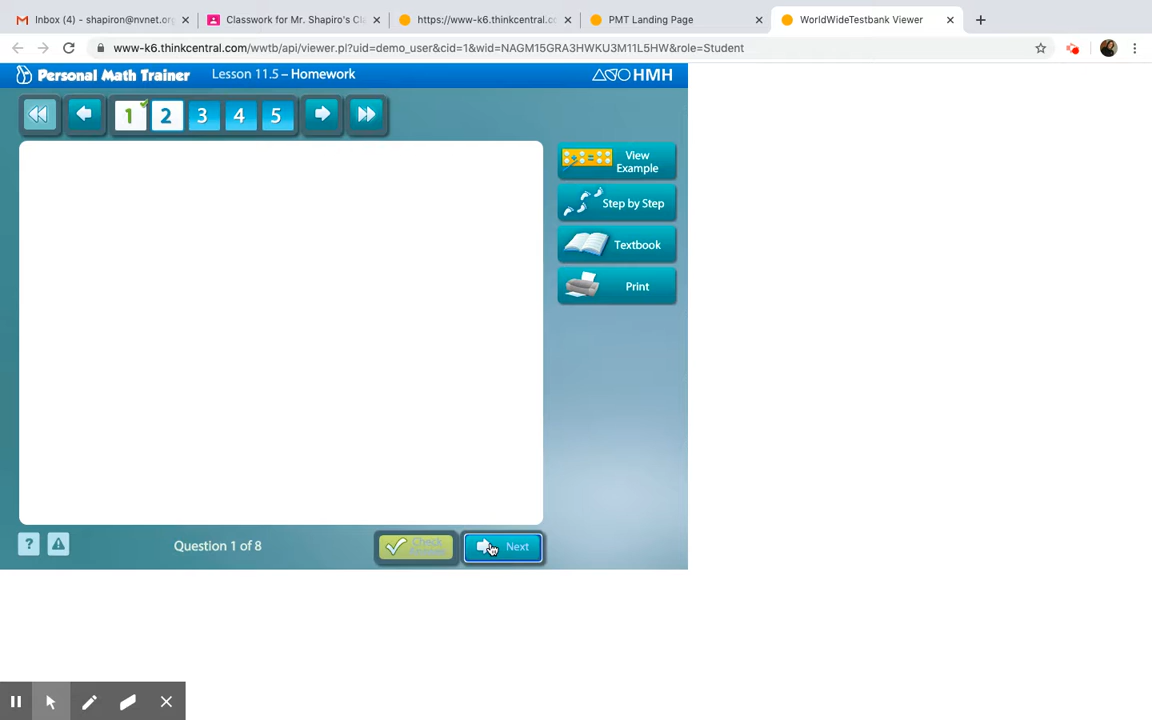 Inbox (4) - shapiron@nvnet.org
Classwork for Mr. Shapiro's Cl
https://www-k6.thinkcentral.co
PMT Landing Page
WorldWideTestbank Viewer
www-k6.thinkcentral.com/wwtb/api/viewer.pl?uid=demo_user&cid=1&wid=NAGM15GRA3HWKU3M11L5HW&role=Student
Personal Math Trainer Lesson 11.5 – Homework HMH
1 2 3 4 5
View
Example
Step by Step
Textbook
Print
? Question 1 of 8 Check
Answer Next